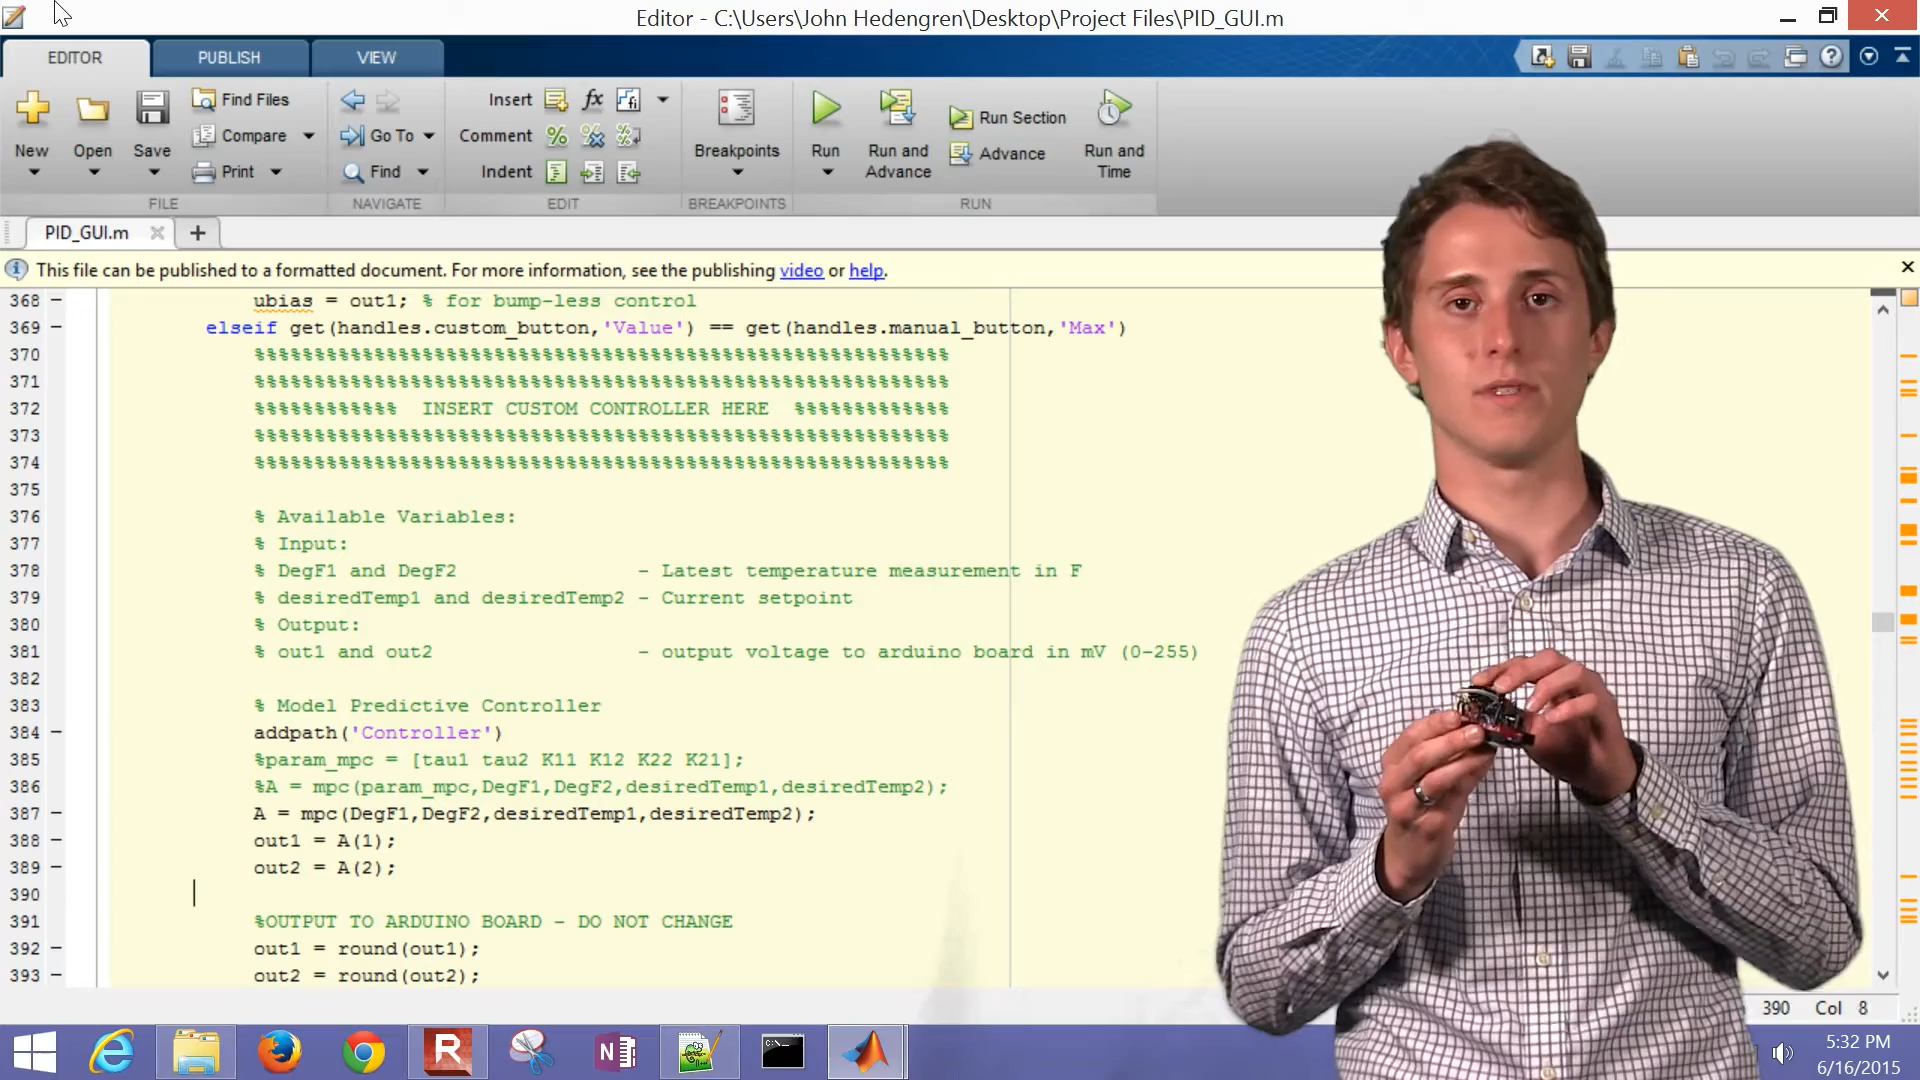 Editor - C:\Users\John Hedengren\Desktop\Project Files\PID_GUI.m
EDITOR PUBLISH VIEW
New Open Save Find Files Compare Print
FILE
Go To Find
NAVIGATE
Insert fx
Comment
Indent
EDIT
Breakpoints
BREAKPOINTS
Run Run and Advance Run Section Advance Run and Time
RUN
PID_GUI.m
This file can be published to a formatted document. For more information, see the publishing video or help.
368 ubias = out1; % for bump-less control
369 elseif get(handles.custom_button,'Value') == get(handles.manual_button,'Max')
370 %%%%%%%%%%%%%%%%%%%%%%%%%%%%%%%%%%%%%%%%%%%%%%%%%%%%%%%%%%
371 %%%%%%%%%%%%%%%%%%%%%%%%%%%%%%%%%%%%%%%%%%%%%%%%%%%%%%%%%%
372 %%%%%%%%%%%% INSERT CUSTOM CONTROLLER HERE %%%%%%%%%%%%%
373 %%%%%%%%%%%%%%%%%%%%%%%%%%%%%%%%%%%%%%%%%%%%%%%%%%%%%%%%%%
374 %%%%%%%%%%%%%%%%%%%%%%%%%%%%%%%%%%%%%%%%%%%%%%%%%%%%%%%%%%
375
376 % Available Variables:
377 % Input:
378 % DegF1 and DegF2 - Latest temperature measurement in F
379 % desiredTemp1 and desiredTemp2 - Current setpoint
380 % Output:
381 % out1 and out2 - output voltage to arduino board in mV (0-255)
382
383 % Model Predictive Controller
384 addpath('Controller')
385 %param_mpc = [tau1 tau2 K11 K12 K22 K21];
386 %A = mpc(param_mpc,DegF1,DegF2,desiredTemp1,desiredTemp2);
387 A = mpc(DegF1,DegF2,desiredTemp1,desiredTemp2);
388 out1 = A(1);
389 out2 = A(2);
390
391 %OUTPUT TO ARDUINO BOARD - DO NOT CHANGE
392 out1 = round(out1);
393 out2 = round(out2);
390 Col 8
5:32 PM
6/16/2015